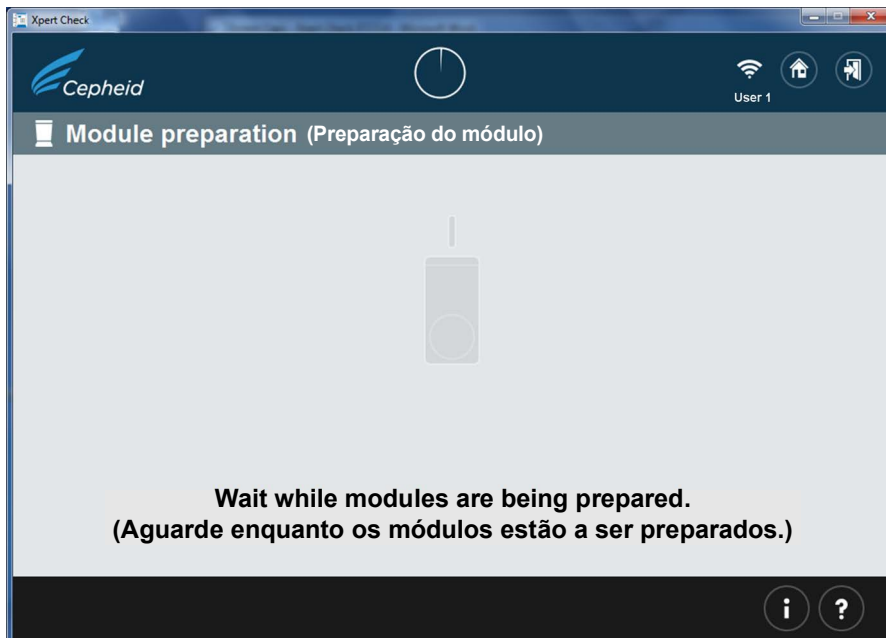 Xpert Check
Cepheid
User 1
Module preparation (Preparação do módulo)
Wait while modules are being prepared.
(Aguarde enquanto os módulos estão a ser preparados.)
i ?